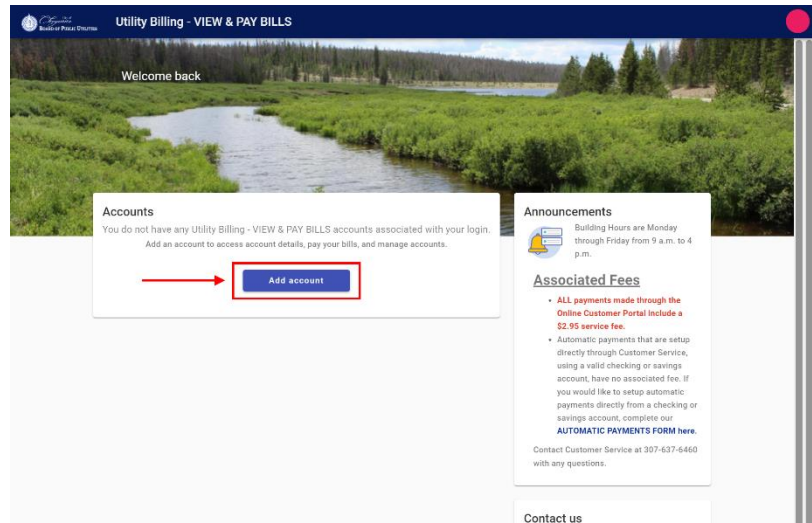 Cheyenne
BOARD OF PUBLIC UTILITIES
Utility Billing - VIEW & PAY BILLS
Welcome back
Accounts
You do not have any Utility Billing - VIEW & PAY BILLS accounts associated with your login.
Add an account to access account details, pay your bills, and manage accounts.
Add account
Announcements
Building Hours are Monday
through Friday from 9 a.m. to 4
p.m.
Associated Fees
• ALL payments made through the
Online Customer Portal include a
$2.95 service fee.
• Automatic payments that are setup
directly through Customer Service,
using a valid checking or savings
account, have no associated fee. If
you would like to setup automatic
payments directly from a checking or
savings account, complete our
AUTOMATIC PAYMENTS FORM here.
Contact Customer Service at 307-637-6460
with any questions.
Contact us